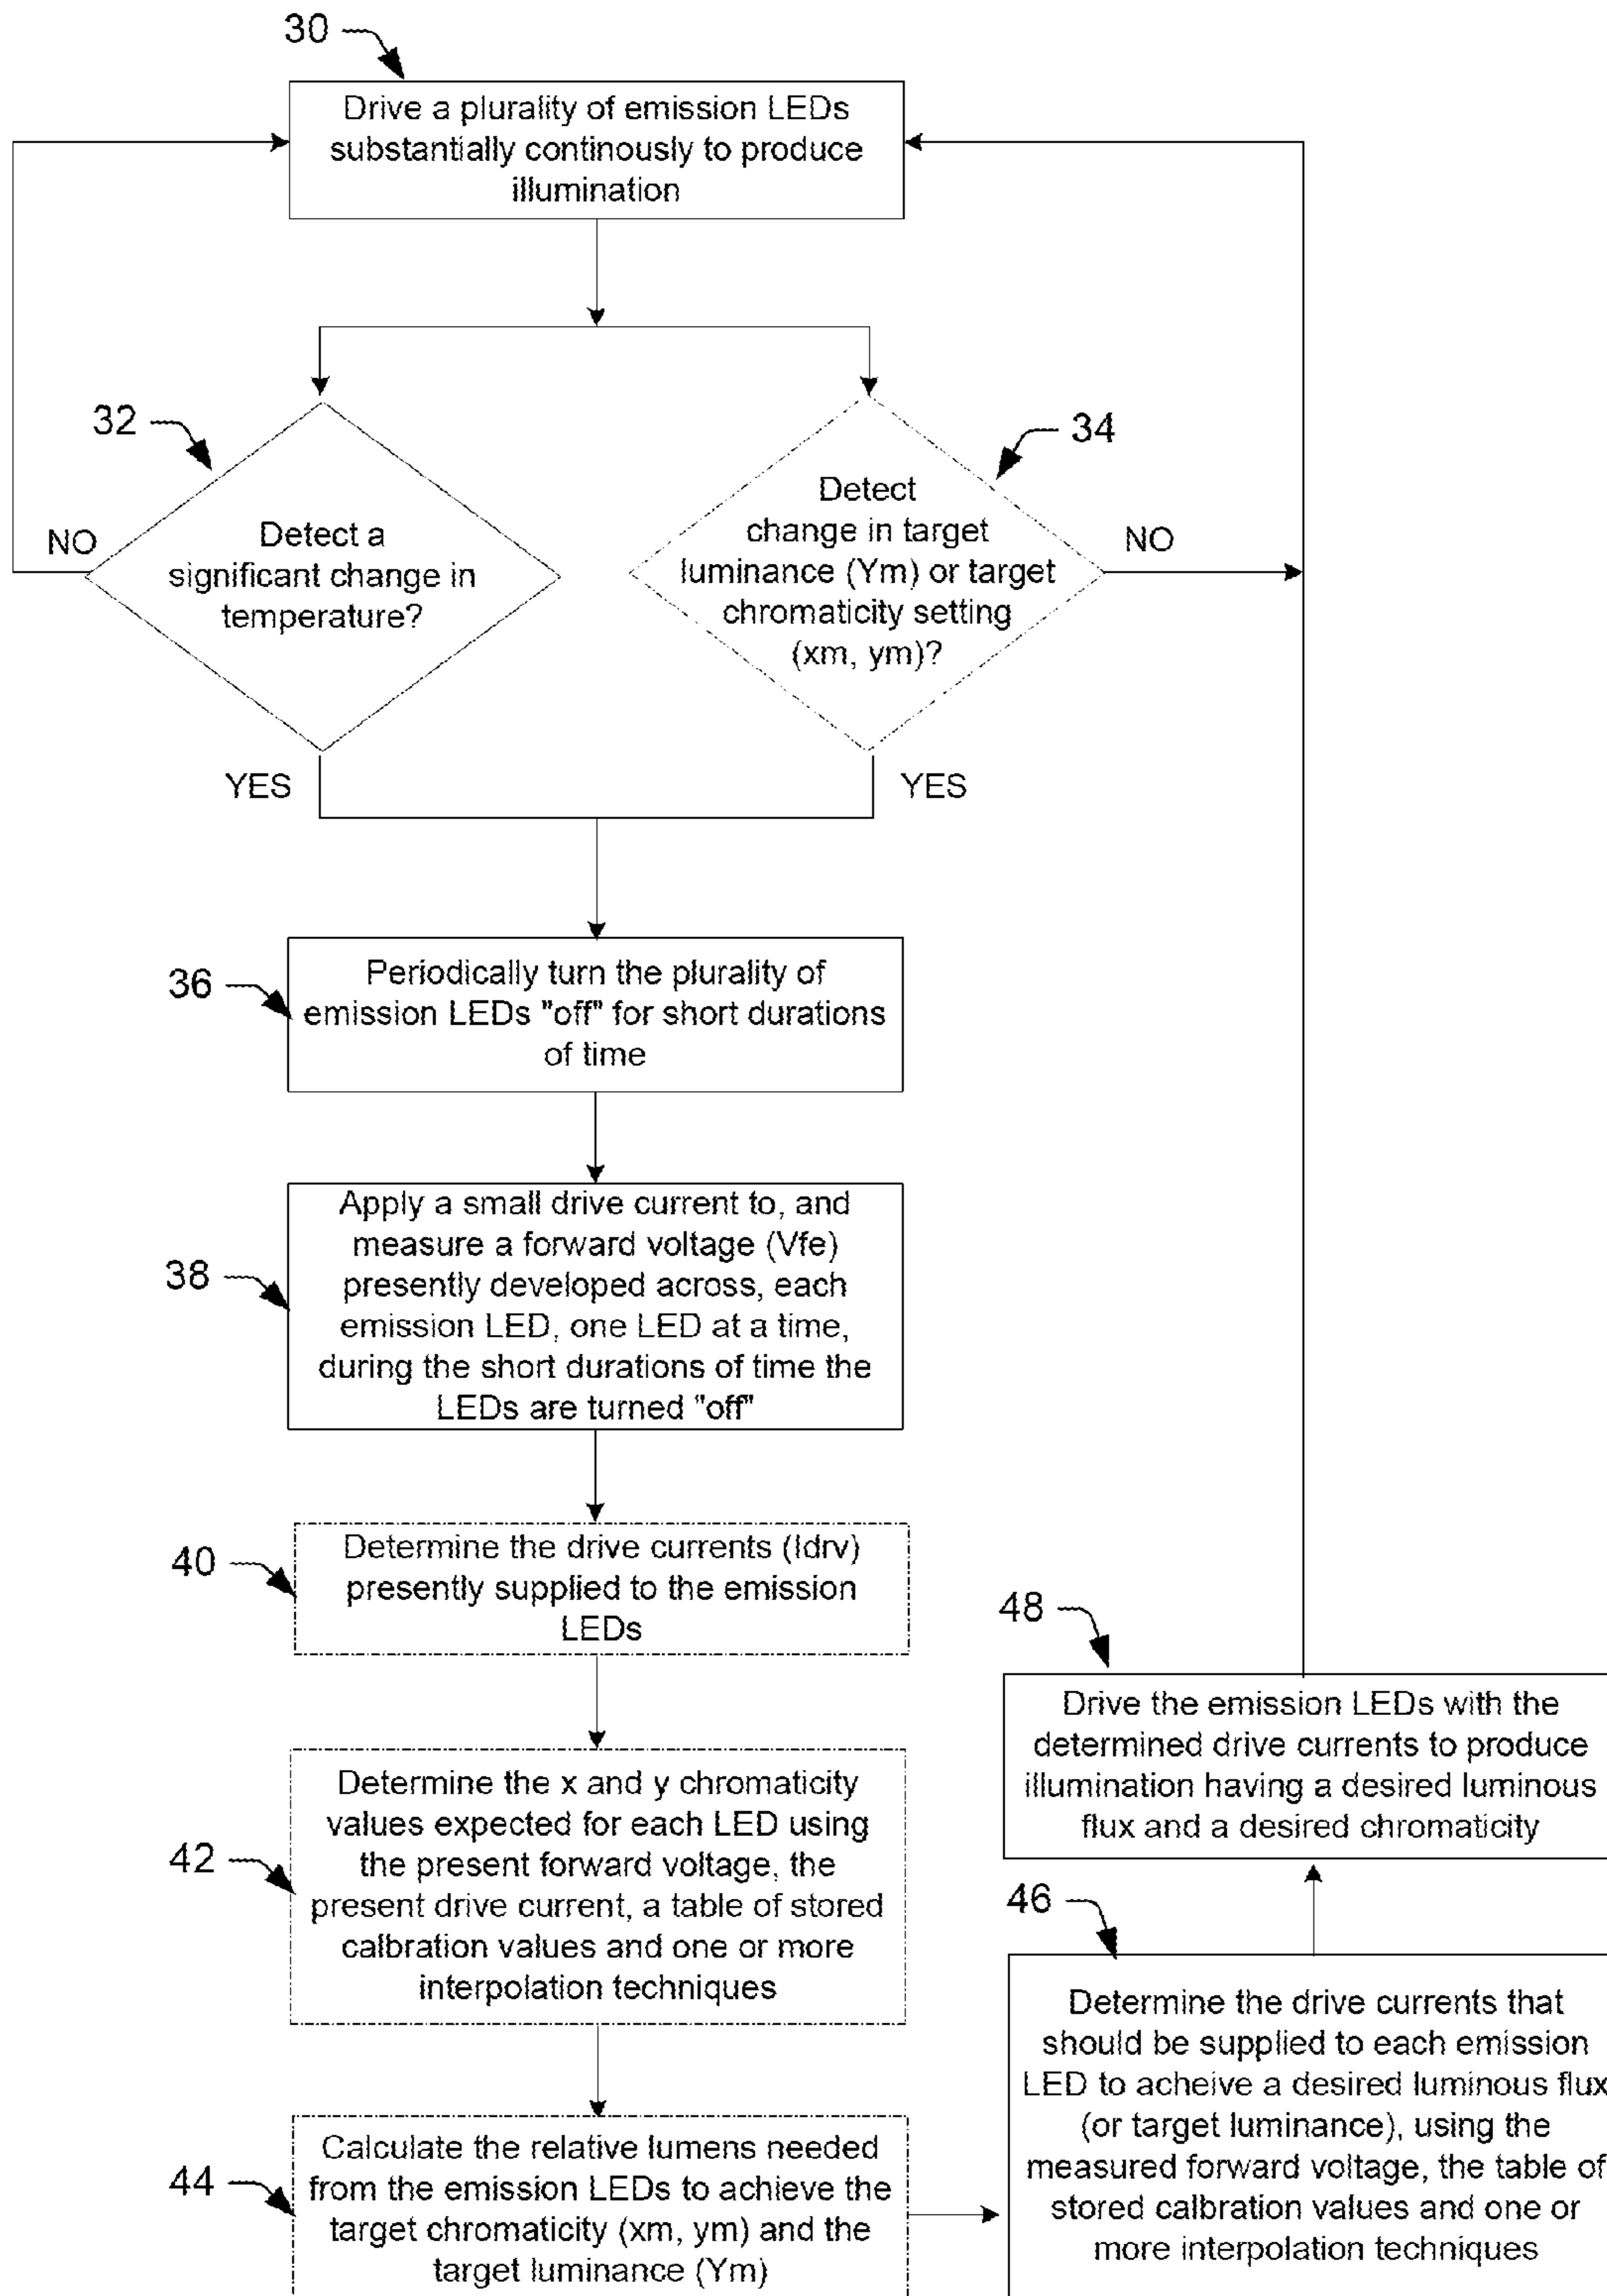 30
Drive a plurality of emission LEDs
substantially continously to produce
illumination
32
Detect a
significant change in
temperature?
NO
YES
34
Detect
change in target
luminance (Ym) or target
chromaticity setting
(xm, ym)?
NO
YES
36
Periodically turn the plurality of
emission LEDs "off" for short durations
of time
38
Apply a small drive current to, and
measure a forward voltage (Vfe)
presently developed across, each
emission LED, one LED at a time,
during the short durations of time the
LEDs are turned "off"
40
Determine the drive currents (Idrv)
presently supplied to the emission
LEDs
42
Determine the x and y chromaticity
values expected for each LED using
the present forward voltage, the
present drive current, a table of stored
calbration values and one or more
interpolation techniques
44
Calculate the relative lumens needed
from the emission LEDs to achieve the
target chromaticity (xm, ym) and the
target luminance (Ym)
46
Determine the drive currents that
should be supplied to each emission
LED to acheive a desired luminous flux
(or target luminance), using the
measured forward voltage, the table of
stored calbration values and one or
more interpolation techniques
48
Drive the emission LEDs with the
determined drive currents to produce
illumination having a desired luminous
flux and a desired chromaticity